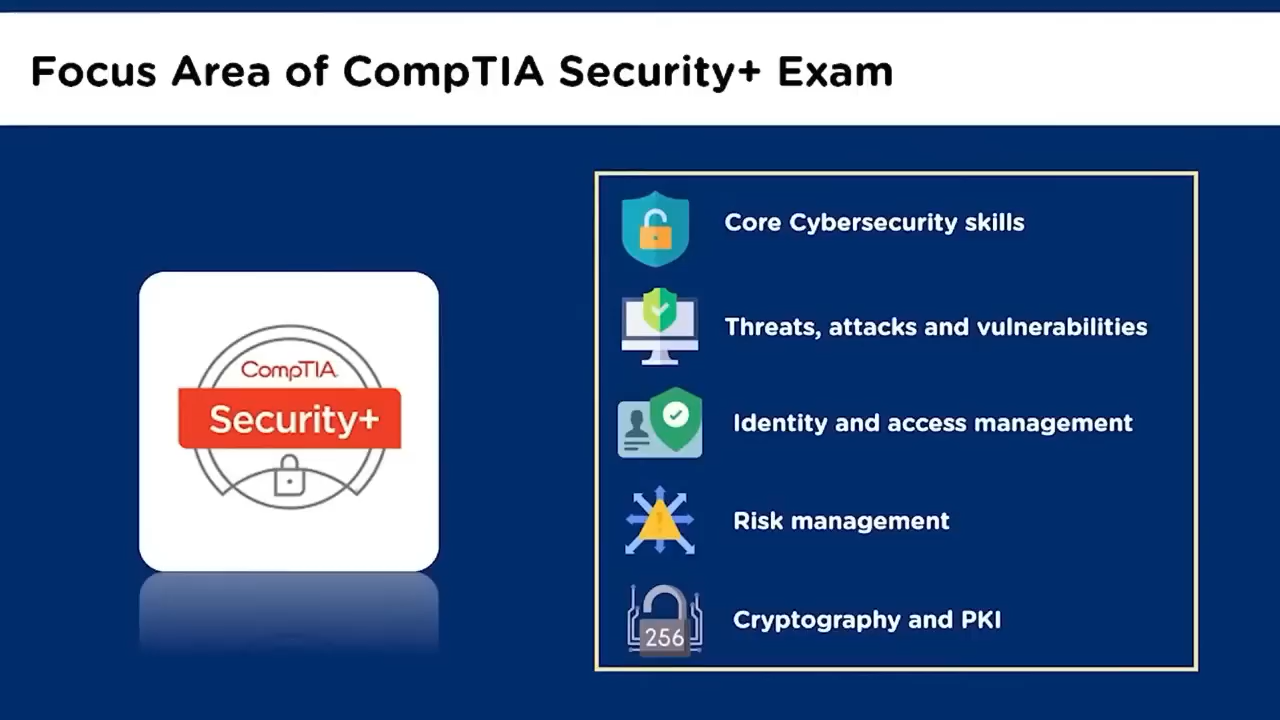 Focus Area of CompTIA Security+ Exam
CompTIA
Security+
Core Cybersecurity skills
Threats, attacks and vulnerabilities
Identity and access management
Risk management
256
Cryptography and PKI